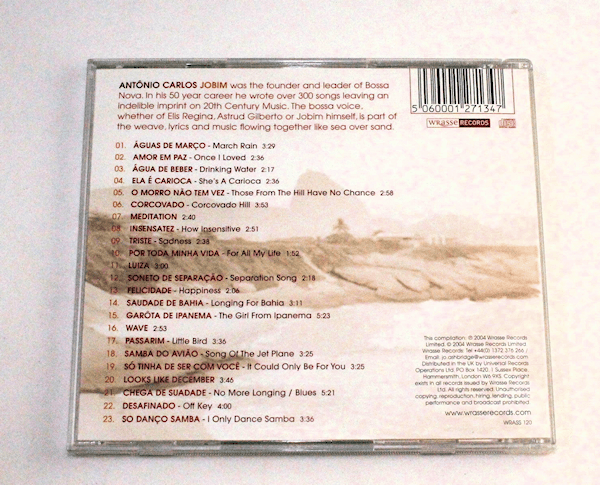 ANTÔNIO CARLOS JOBIM was the founder and leader of Bossa
Nova. In his 50 year career he wrote over 300 songs leaving an
indelible imprint on 20th Century Music. The bossa voice,
whether of Elis Regina, Astrud Gilberto or Jobim himself, is part of
the weave, lyrics and music flowing together like sea over sand.
5 060001 271347
wrasse RECORDS
01. ÁGUAS DE MARÇO - March Rain 3:29
02. AMOR EM PAZ - Once I Loved 2:36
03. ÁGUA DE BEBER - Drinking Water 2:17
04. ELA É CARIOCA - She's A Carioca 2:36
05. O MORRO NÃO TEM VEZ - Those From The Hill Have No Chance 2:58
06. CORCOVADO - Corcovado Hill 3:53
07. MEDITATION 2:40
08. INSENSATEZ - How Insensitive 2:51
09. TRISTE - Sadness 2:38
10. POR TODA MINHA VIDA - For All My Life 1:52
11. LUIZA 3:00
12. SONETO DE SEPARAÇÃO - Separation Song 2:18
13. FELICIDADE - Happiness 2:06
14. SAUDADE DE BAHIA - Longing For Bahia 3:11
15. GARÔTA DE IPANEMA - The Girl From Ipanema 5:23
16. WAVE 2:53
17. PASSARIM - Little Bird 3:36
18. SAMBA DO AVIÃO - Song Of The Jet Plane 3:25
19. SÓ TINHA DE SER COM VOCÊ - It Could Only Be For You 3:25
20. LOOKS LIKE DECEMBER 3:46
21. CHEGA DE SUADADE - No More Longing / Blues 5:21
22. DESAFINADO - Off Key 4:00
23. SO DANÇO SAMBA - I Only Dance Samba 3:36
This compilation: ℗ 2004 Wrasse Records
Limited. © 2004 Wrasse Records Limited.
Wrasse Records Tel +44(0) 1372 376 266 /
Email: jo.ashbridge@wrasserecords.com
Distributed in the UK by Universal Records
Operations Ltd. PO Box 1420, 1 Sussex Place,
Hammersmith, London W6 9XS. Copyright
exists in all recordings issued by Wrasse Records
Ltd. All rights reserved. Unauthorised
copying, reproduction, hiring, lending, public
performance and broadcast prohibited.
www.wrasserecords.com
WRASS 120